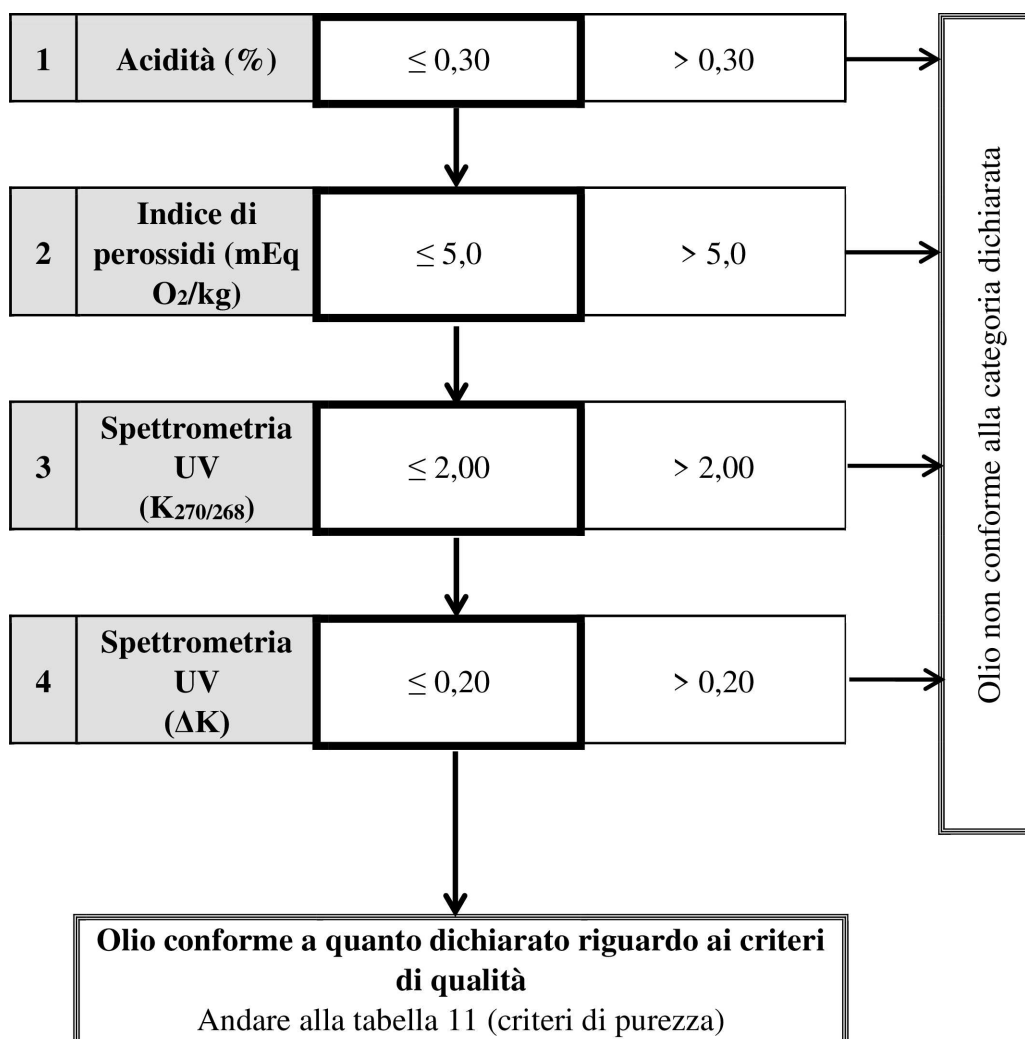 1 Acidità (%) ≤ 0,30 > 0,30
2 Indice di
perossidi (mEq
O₂/kg) ≤ 5,0 > 5,0
3 Spettrometria
UV
(K₂₇₀/₂₆₈) ≤ 2,00 > 2,00
4 Spettrometria
UV
(ΔK) ≤ 0,20 > 0,20
Olio non conforme alla categoria dichiarata
Olio conforme a quanto dichiarato riguardo ai criteri
di qualità
Andare alla tabella 11 (criteri di purezza)